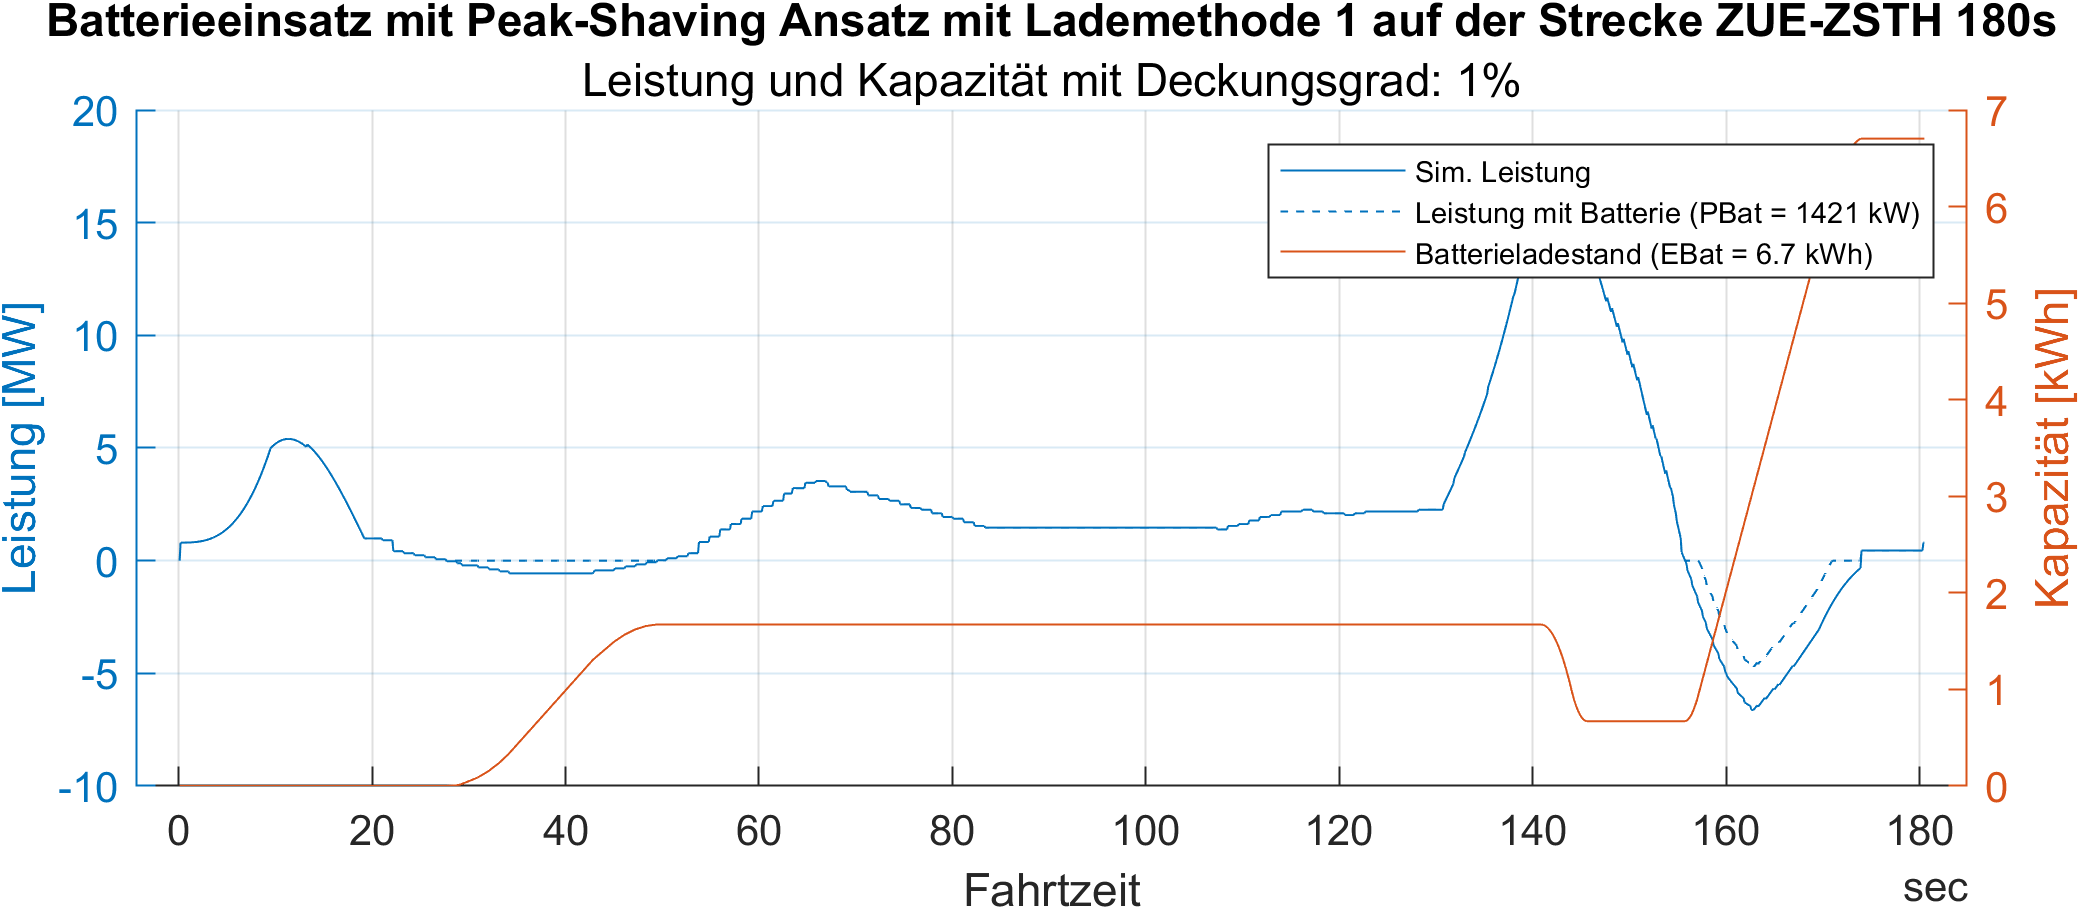 Batterieeinsatz mit Peak-Shaving Ansatz mit Lademethode 1 auf der Strecke ZUE-ZSTH 180s
Leistung und Kapazität mit Deckungsgrad: 1%
Leistung [MW]
20
15
10
5
0
-5
-10
Sim. Leistung
Leistung mit Batterie (PBat = 1421 kW)
Batterieladestand (EBat = 6.7 kWh)
7
6
5
4
3
2
1
0
Kapazität [kWh]
0 20 40 60 80 100 120 140 160 180
Fahrtzeit
sec